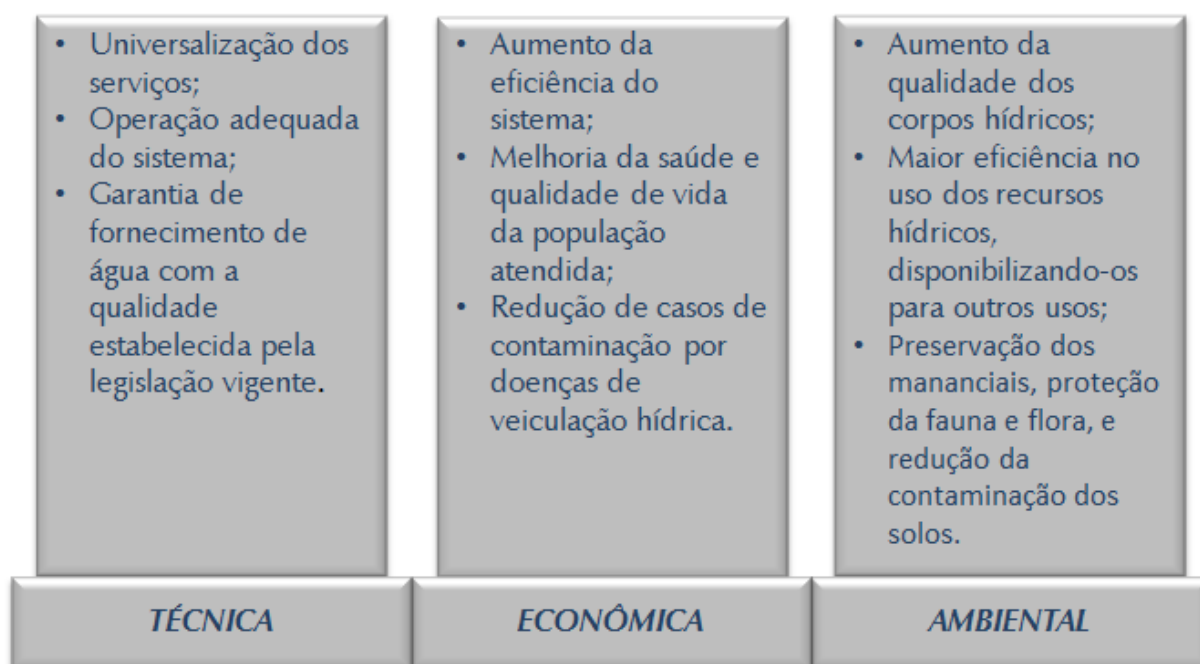 • Universalização dos
serviços;
• Operação adequada
do sistema;
• Garantia de
fornecimento de
água com a
qualidade
estabelecida pela
legislação vigente.
TÉCNICA
• Aumento da
eficiência do
sistema;
• Melhoria da saúde e
qualidade de vida
da população
atendida;
• Redução de casos de
contaminação por
doenças de
veiculação hídrica.
ECONÔMICA
• Aumento da
qualidade dos
corpos hídricos;
• Maior eficiência no
uso dos recursos
hídricos,
disponibilizando-os
para outros usos;
• Preservação dos
mananciais, proteção
da fauna e flora, e
redução da
contaminação dos
solos.
AMBIENTAL